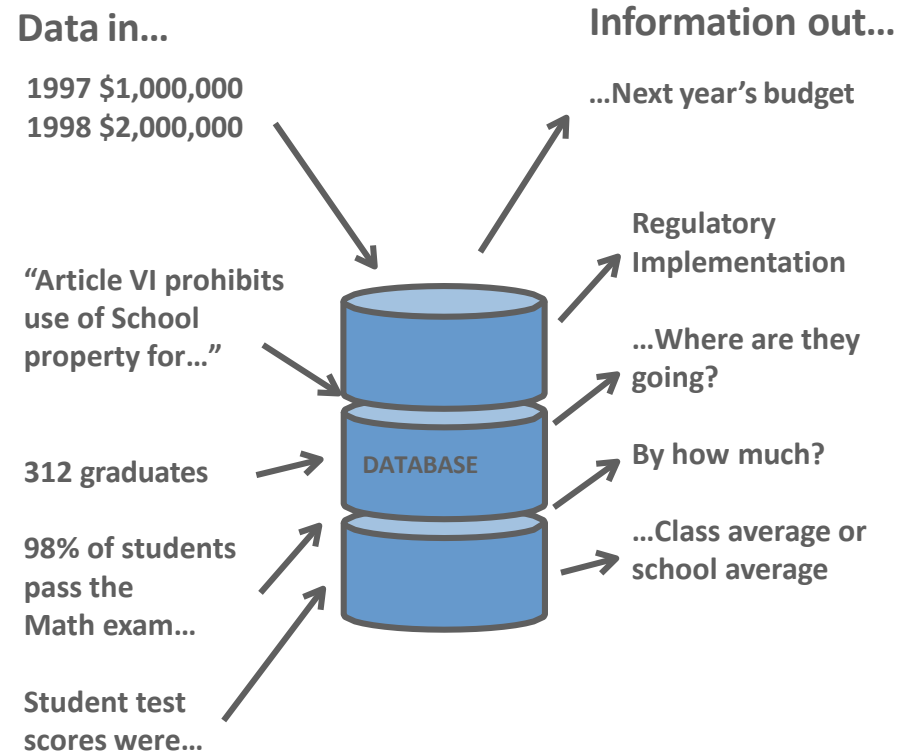 Data in…
1997 $1,000,000
1998 $2,000,000
“Article VI prohibits
use of School
property for…”
312 graduates
98% of students
pass the
Math exam…
Student test
scores were…
DATABASE
Information out…
…Next year’s budget
Regulatory
Implementation
…Where are they
going?
By how much?
…Class average or
school average